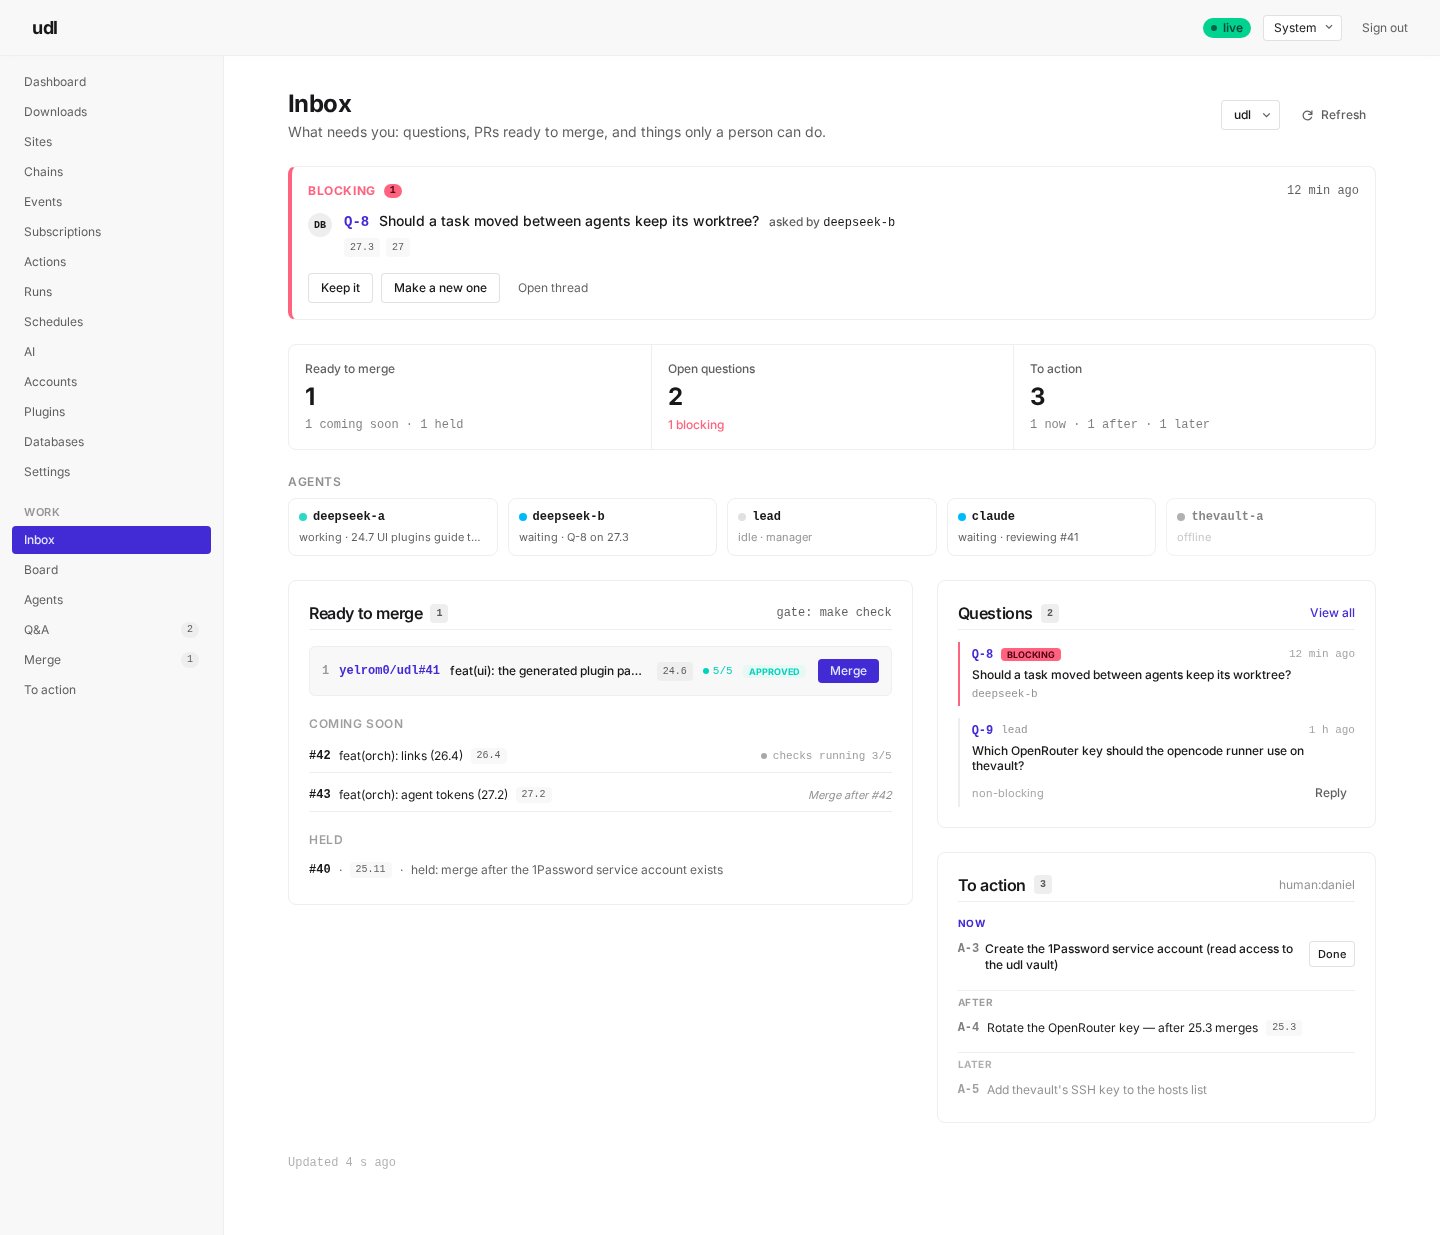 udl
live
System
Sign out
Dashboard
Downloads
Sites
Chains
Events
Subscriptions
Actions
Runs
Schedules
AI
Accounts
Plugins
Databases
Settings
WORK
Inbox
Board
Agents
Q&A 2
Merge 1
To action
Inbox
What needs you: questions, PRs ready to merge, and things only a person can do.
udl
Refresh
BLOCKING 1
12 min ago
DB
Q-8 Should a task moved between agents keep its worktree? asked by deepseek-b
27.3 27
Keep it
Make a new one
Open thread
Ready to merge
1
1 coming soon · 1 held
Open questions
2
1 blocking
To action
3
1 now · 1 after · 1 later
AGENTS
deepseek-a
working · 24.7 UI plugins guide t...
deepseek-b
waiting · Q-8 on 27.3
lead
idle · manager
claude
waiting · reviewing #41
thevault-a
offline
Ready to merge 1
gate: make check
1 yelrom0/udl#41 feat(ui): the generated plugin pa... 24.6 5/5 APPROVED Merge
COMING SOON
#42 feat(orch): links (26.4) 26.4 checks running 3/5
#43 feat(orch): agent tokens (27.2) 27.2 Merge after #42
HELD
#40 · 25.11 · held: merge after the 1Password service account exists
Questions 2
View all
Q-8 BLOCKING 12 min ago
Should a task moved between agents keep its worktree?
deepseek-b
Q-9 lead 1 h ago
Which OpenRouter key should the opencode runner use on
thevault?
non-blocking
Reply
To action 3
human:daniel
NOW
A-3 Create the 1Password service account (read access to
the udl vault)
Done
AFTER
A-4 Rotate the OpenRouter key — after 25.3 merges 25.3
LATER
A-5 Add thevault's SSH key to the hosts list
Updated 4 s ago